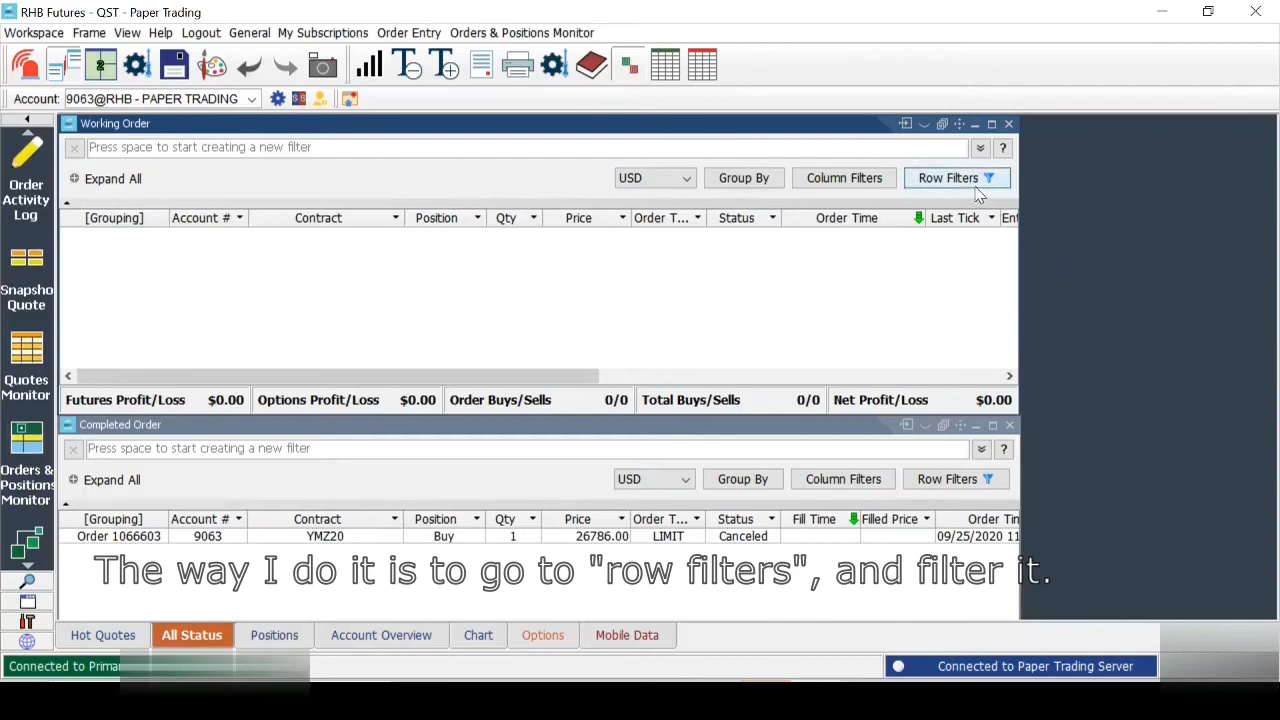 RHB Futures - QST - Paper Trading
Workspace Frame View Help Logout General My Subscriptions Order Entry Orders & Positions Monitor
Account: 9063@RHB - PAPER TRADING
Working Order
Press space to start creating a new filter
?
Expand All USD Group By Column Filters Row Filters
[Grouping] Account # Contract Position Qty Price Order T... Status Order Time Last Tick Ent
Futures Profit/Loss $0.00 Options Profit/Loss $0.00 Order Buys/Sells 0/0 Total Buys/Sells 0/0 Net Profit/Loss $0.00
Completed Order
Press space to start creating a new filter
?
Expand All USD Group By Column Filters Row Filters
[Grouping] Account # Contract Position Qty Price Order T... Status Fill Time Filled Price Order Tin
Order 1066603 9063 YMZ20 Buy 1 26786.00 LIMIT Canceled 09/25/2020 11
Order
Activity
Log
Snapsho
Quote
Quotes
Monitor
Orders &
Positions
Monitor
The way I do it is to go to "row filters", and filter it.
Hot Quotes All Status Positions Account Overview Chart Options Mobile Data
Connected to Prima Connected to Paper Trading Server